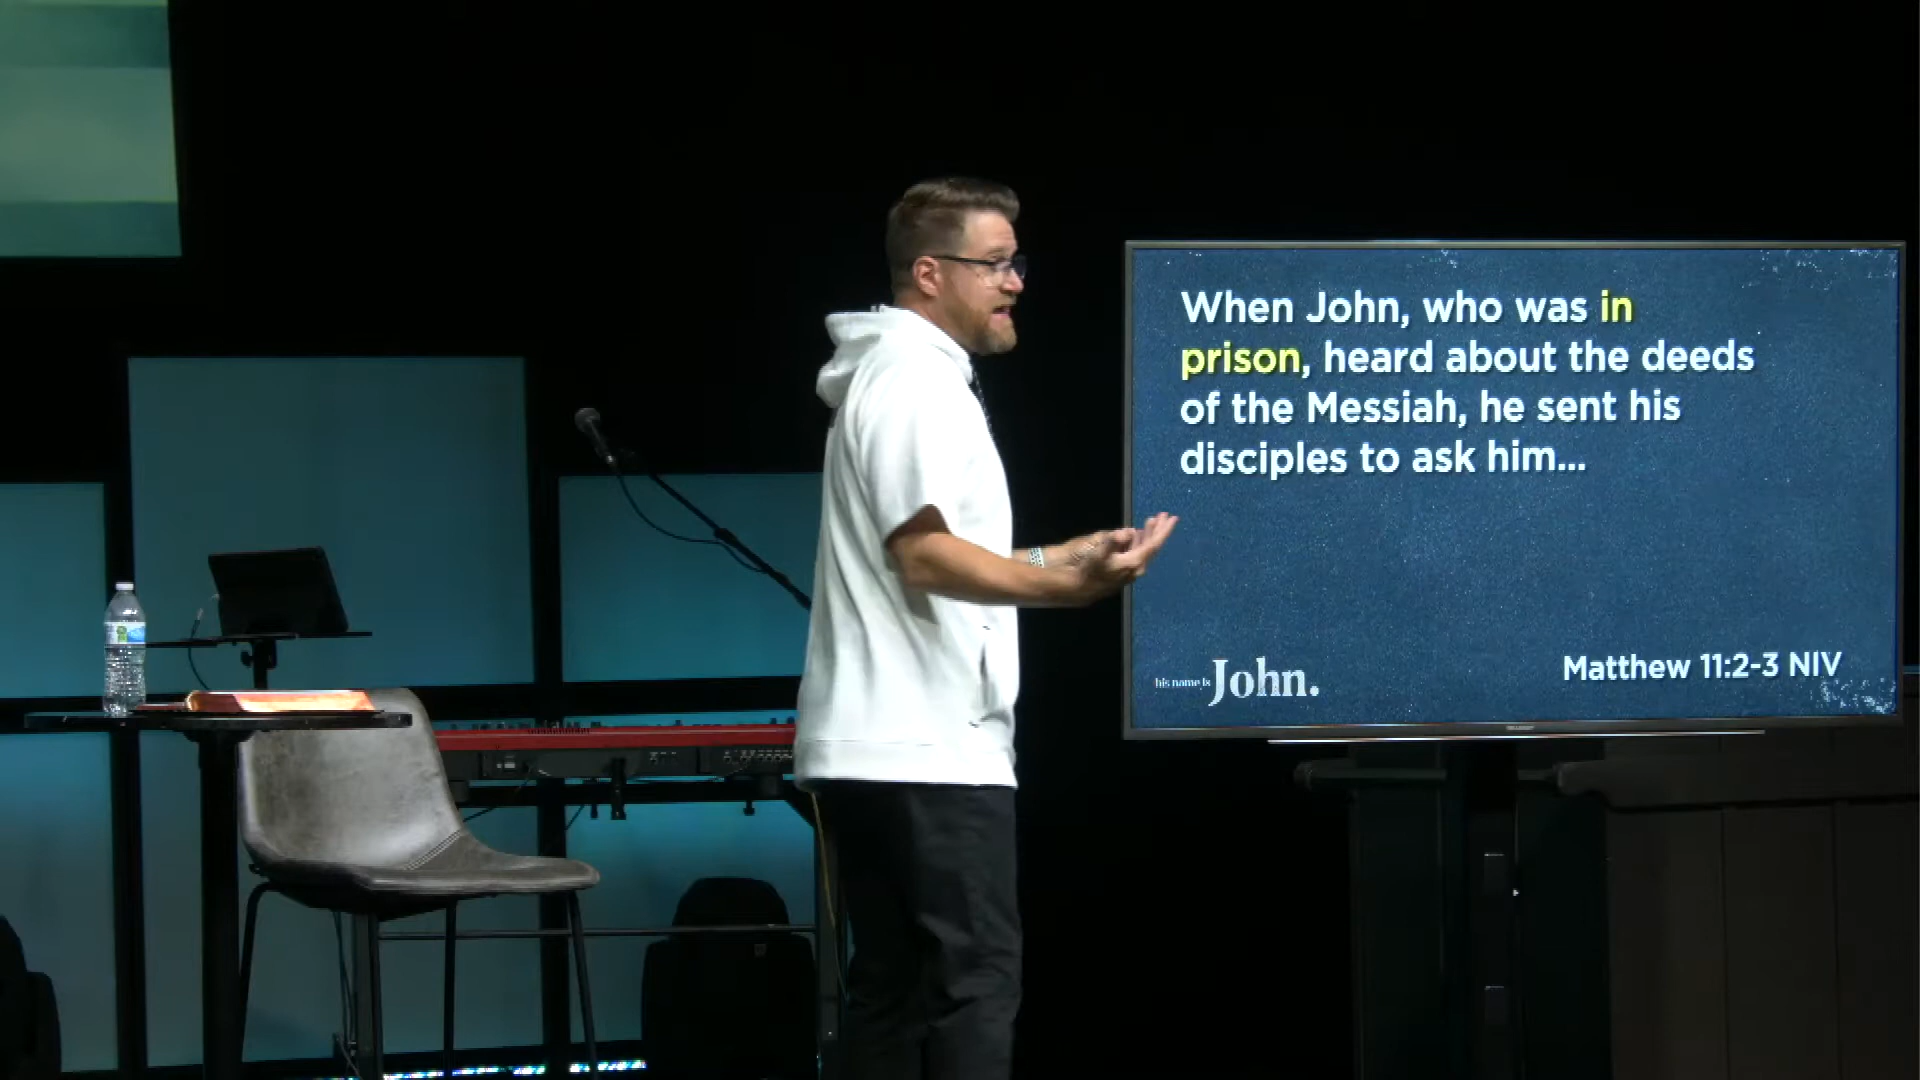 When John, who was in
prison, heard about the deeds
of the Messiah, he sent his
disciples to ask him...
his name is John.
Matthew 11:2-3 NIV